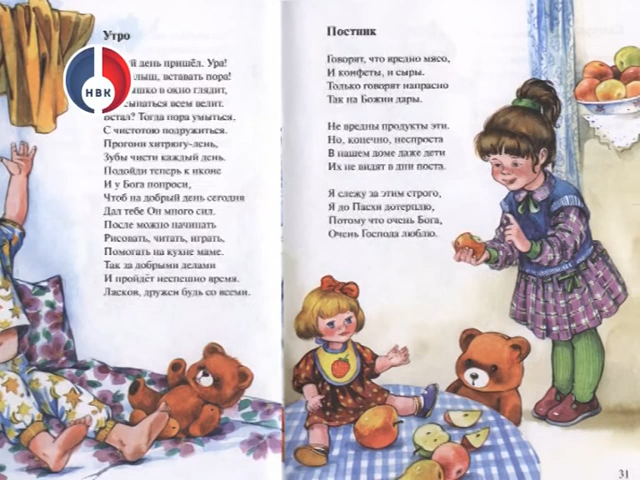 Утро
й день пришёл. Ура!
лыш, вставать пора!
шко в окно глядит,
сыпаться всем велит.
Встал? Тогда пора умыться,
С чистотою подружиться.
Прогони хитрюгу-лень,
Зубы чисти каждый день.
Подойди теперь к иконе
И у Бога попроси,
Чтоб на добрый день сегодня
Дал тебе Он много сил.
После можно начинать
Рисовать, читать, играть,
Помогать на кухне маме.
Так за добрыми делами
И пройдёт неспешно время.
Ласков, дружен будь со всеми.
НВК
Постник
Говорят, что вредно мясо,
И конфеты, и сыры.
Только говорят напрасно
Так на Божии дары.
Не вредны продукты эти.
Но, конечно, неспроста
В нашем доме даже дети
Их не видят в дни поста.
Я слежу за этим строго,
Я до Пасхи дотерплю,
Потому что очень Бога,
Очень Господа люблю.
31